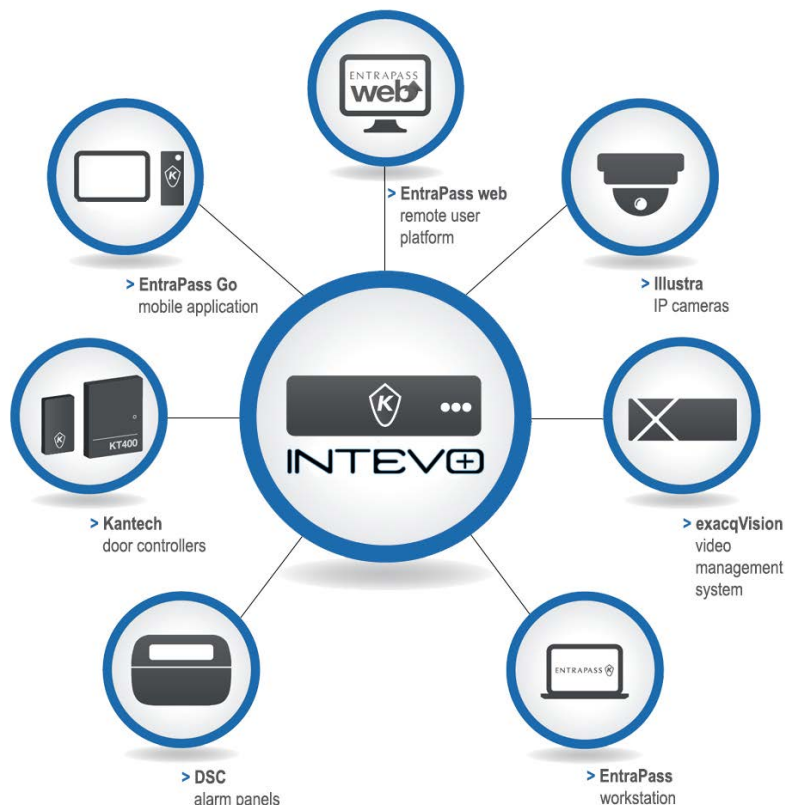 ENTRAPASS
web
> EntraPass web
remote user
platform
> EntraPass Go
mobile application
> Illustra
IP cameras
K
INTEVO+
K
KT400
> Kantech
door controllers
> exacqVision
video
management
system
> DSC
alarm panels
ENTRAPASS K
> EntraPass
workstation
K